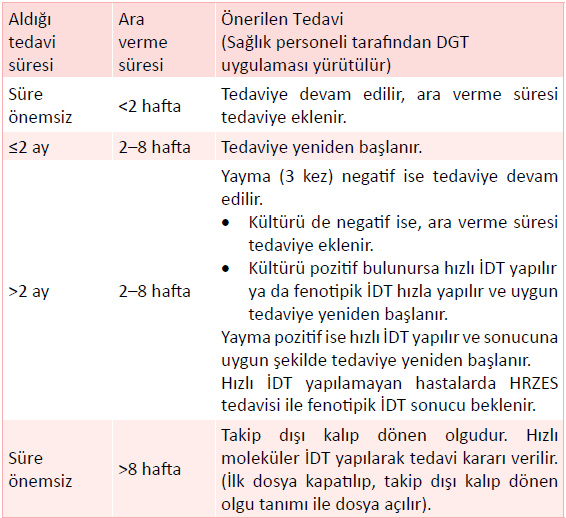 Aldığı
tedavi
süresi
Ara
verme
süresi
Önerilen Tedavi
(Sağlık personeli tarafından DGT
uygulaması yürütülür)
Süre
önemsiz
<2 hafta
Tedaviye devam edilir, ara verme süresi
tedaviye eklenir.
≤2 ay
2–8 hafta
Tedaviye yeniden başlanır.
>2 ay
2–8 hafta
Yayma (3 kez) negatif ise tedaviye devam
edilir.
• Kültürü de negatif ise, ara verme süresi
tedaviye eklenir.
• Kültürü pozitif bulunursa hızlı İDT yapılır
ya da fenotipik İDT hızla yapılır ve uygun
tedaviye yeniden başlanır.
Yayma pozitif ise hızlı İDT yapılır ve sonucuna
uygun şekilde tedaviye yeniden başlanır.
Hızlı İDT yapılamayan hastalarda HRZES
tedavisi ile fenotipik İDT sonucu beklenir.
Süre
önemsiz
>8 hafta
Takip dışı kalıp dönen olgudur. Hızlı
moleküler İDT yapılarak tedavi kararı verilir.
(İlk dosya kapatılıp, takip dışı kalıp dönen
olgu tanımı ile dosya açılır).